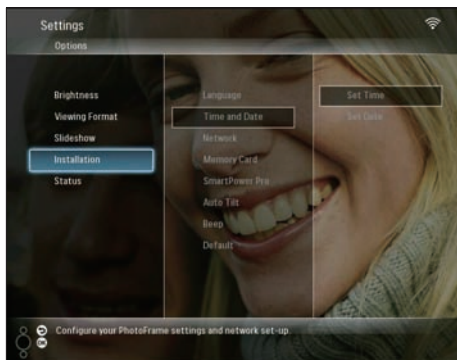 Settings
Options
Brightness
Viewing Format
Slideshow
Installation
Status
Language
Time and Date
Network
Memory Card
SmartPower Pro
Auto Tilt
Beep
Default
Set Time
Set Date
OK
Configure your PhotoFrame settings and network set-up.